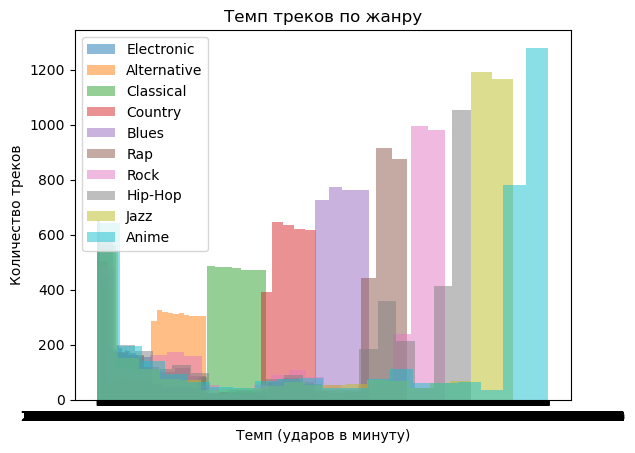 Темп треков по жанру
Electronic
Alternative
Classical
Country
Blues
Rap
Rock
Hip-Hop
Jazz
Anime
1200
1000
800
600
400
200
0
Количество треков
Темп (ударов в минуту)